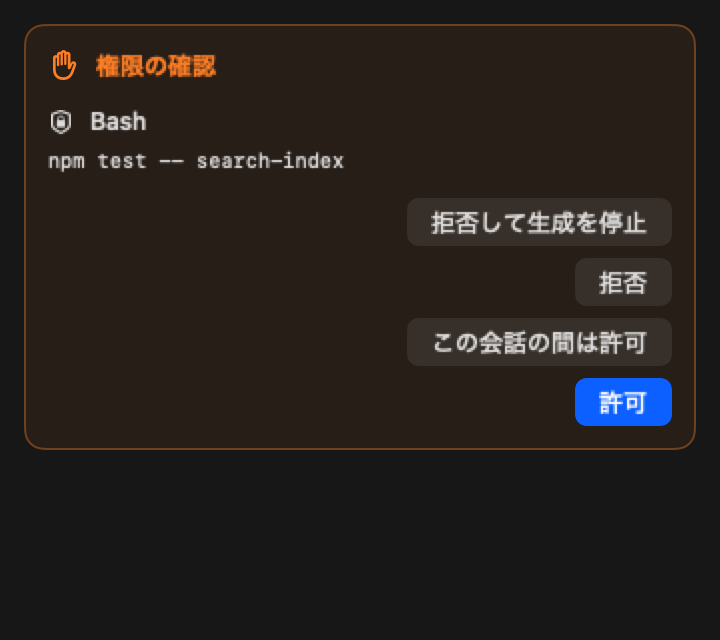 権限の確認
Bash
npm test -- search-index
拒否して生成を停止
拒否
この会話の間は許可
許可